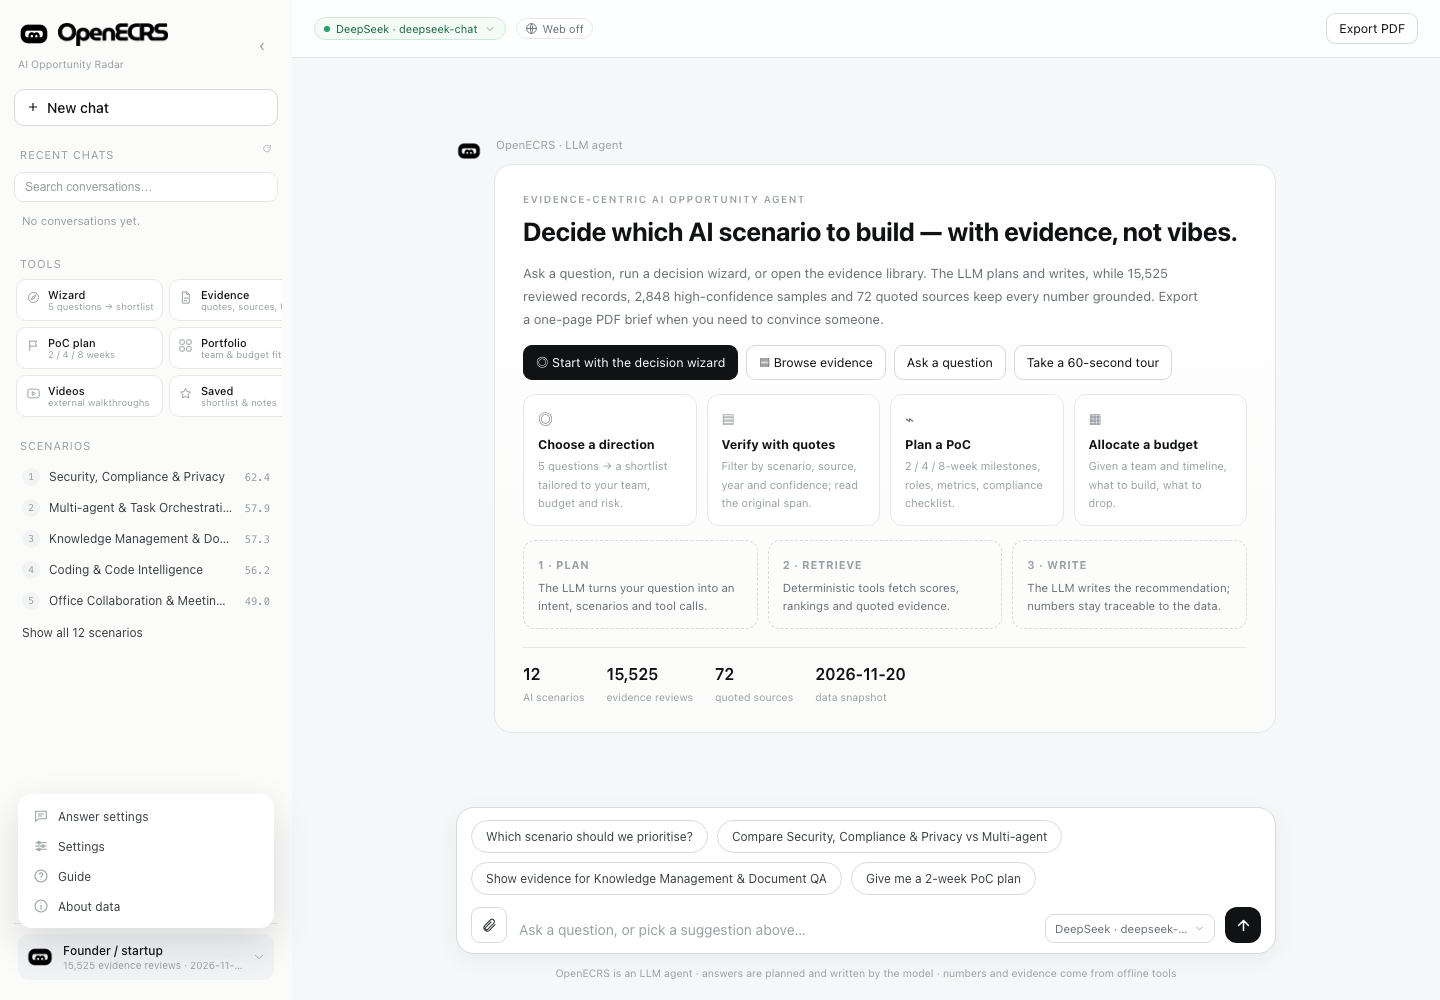 OpenECRS
AI Opportunity Radar
+ New chat
RECENT CHATS
Search conversations...
No conversations yet.
TOOLS
Wizard
5 questions → shortlist
Evidence
quotes, sources,
PoC plan
2 / 4 / 8 weeks
Portfolio
team & budget fit
Videos
external walkthroughs
Saved
shortlist & notes
SCENARIOS
1 Security, Compliance & Privacy 62.4
2 Multi-agent & Task Orchestrati... 57.9
3 Knowledge Management & Do... 57.3
4 Coding & Code Intelligence 56.2
5 Office Collaboration & Meetin... 49.0
Show all 12 scenarios
Answer settings
Settings
Guide
About data
Founder / startup
15,525 evidence reviews · 2026-11-...
DeepSeek · deepseek-chat
Web off
Export PDF
OpenECRS · LLM agent
EVIDENCE-CENTRIC AI OPPORTUNITY AGENT
Decide which AI scenario to build — with evidence, not vibes.
Ask a question, run a decision wizard, or open the evidence library. The LLM plans and writes, while 15,525
reviewed records, 2,848 high-confidence samples and 72 quoted sources keep every number grounded. Export
a one-page PDF brief when you need to convince someone.
◎ Start with the decision wizard
▤ Browse evidence
Ask a question
Take a 60-second tour
Choose a direction
5 questions → a shortlist
tailored to your team,
budget and risk.
Verify with quotes
Filter by scenario, source,
year and confidence; read
the original span.
Plan a PoC
2 / 4 / 8-week milestones,
roles, metrics, compliance
checklist.
Allocate a budget
Given a team and timeline,
what to build, what to
drop.
1 · PLAN
The LLM turns your question into an
intent, scenarios and tool calls.
2 · RETRIEVE
Deterministic tools fetch scores,
rankings and quoted evidence.
3 · WRITE
The LLM writes the recommendation;
numbers stay traceable to the data.
12
AI scenarios
15,525
evidence reviews
72
quoted sources
2026-11-20
data snapshot
Which scenario should we prioritise?
Compare Security, Compliance & Privacy vs Multi-agent
Show evidence for Knowledge Management & Document QA
Give me a 2-week PoC plan
Ask a question, or pick a suggestion above...
DeepSeek · deepseek-...
OpenECRS is an LLM agent · answers are planned and written by the model · numbers and evidence come from offline tools